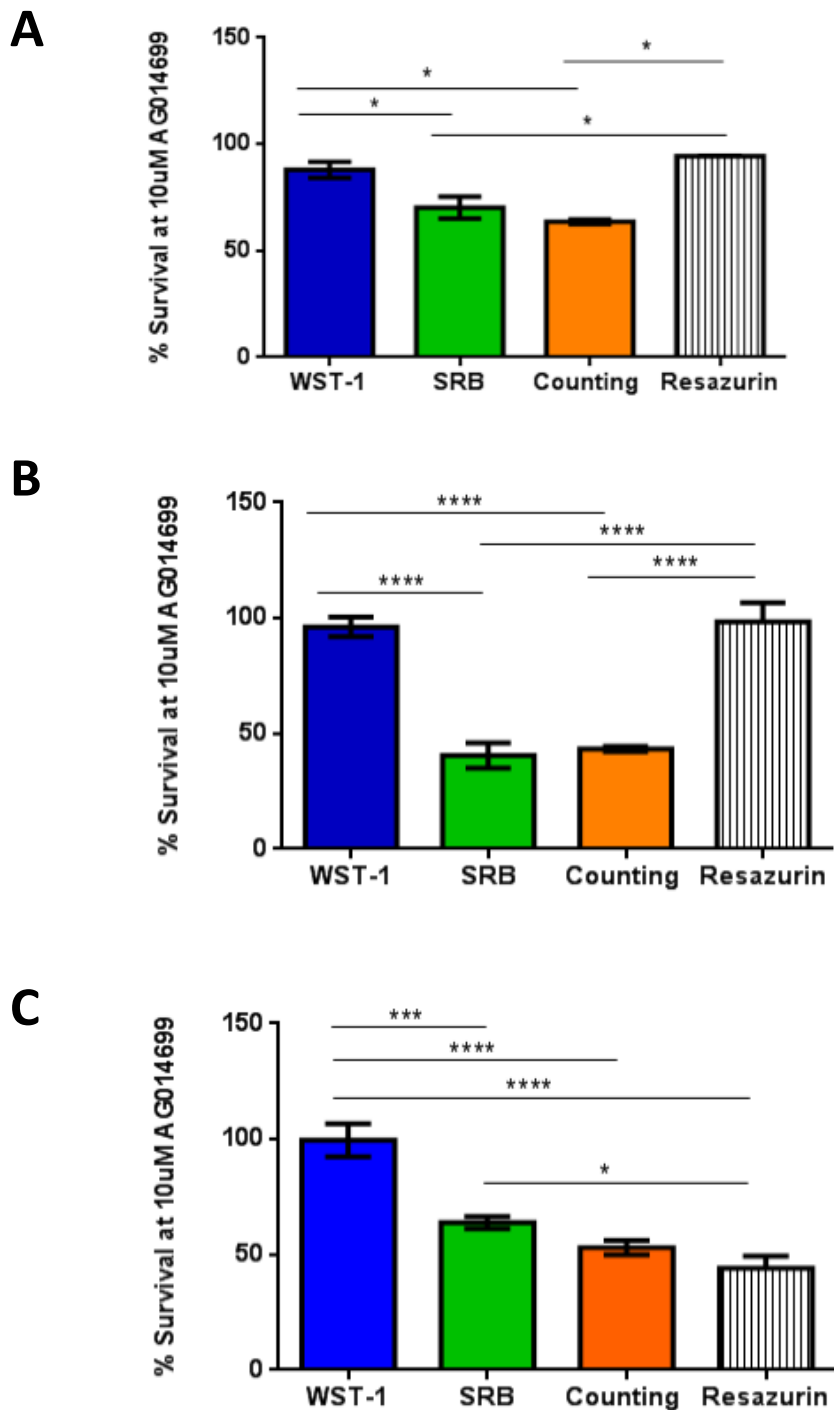 A
% Survival at 10uM AG014699
150
100
50
0
*
*
*
*
WST-1 SRB Counting Resazurin
B
% Survival at 10uM AG014699
150
100
50
0
****
****
****
****
WST-1 SRB Counting Resazurin
C
% Survival at 10uM AG014699
150
100
50
0
***
****
****
*
WST-1 SRB Counting Resazurin